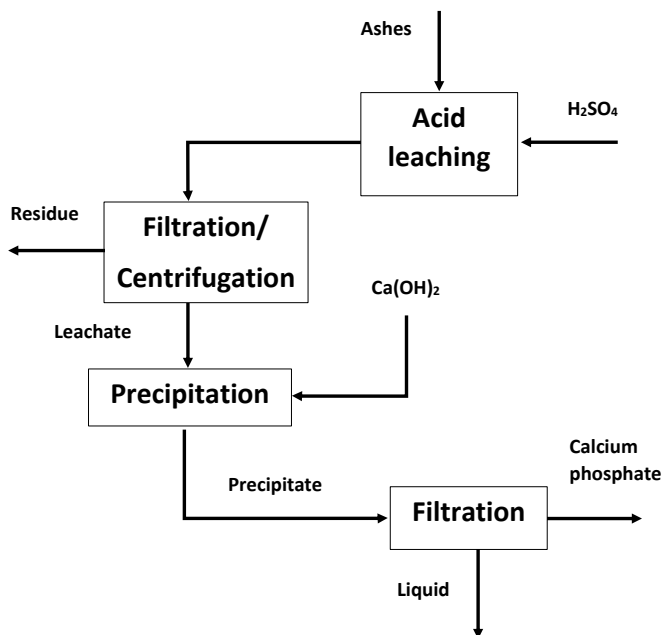 Ashes
H₂SO₄
Acid
leaching
Residue
Filtration/
Centrifugation
Ca(OH)₂
Leachate
Precipitation
Calcium
phosphate
Precipitate
Filtration
Liquid